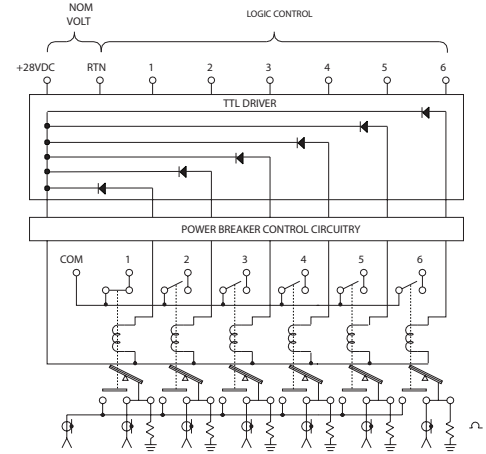 NOM
VOLT
LOGIC CONTROL
+28VDC RTN 1 2 3 4 5 6
TTL DRIVER
POWER BREAKER CONTROL CIRCUITRY
COM 1 2 3 4 5 6